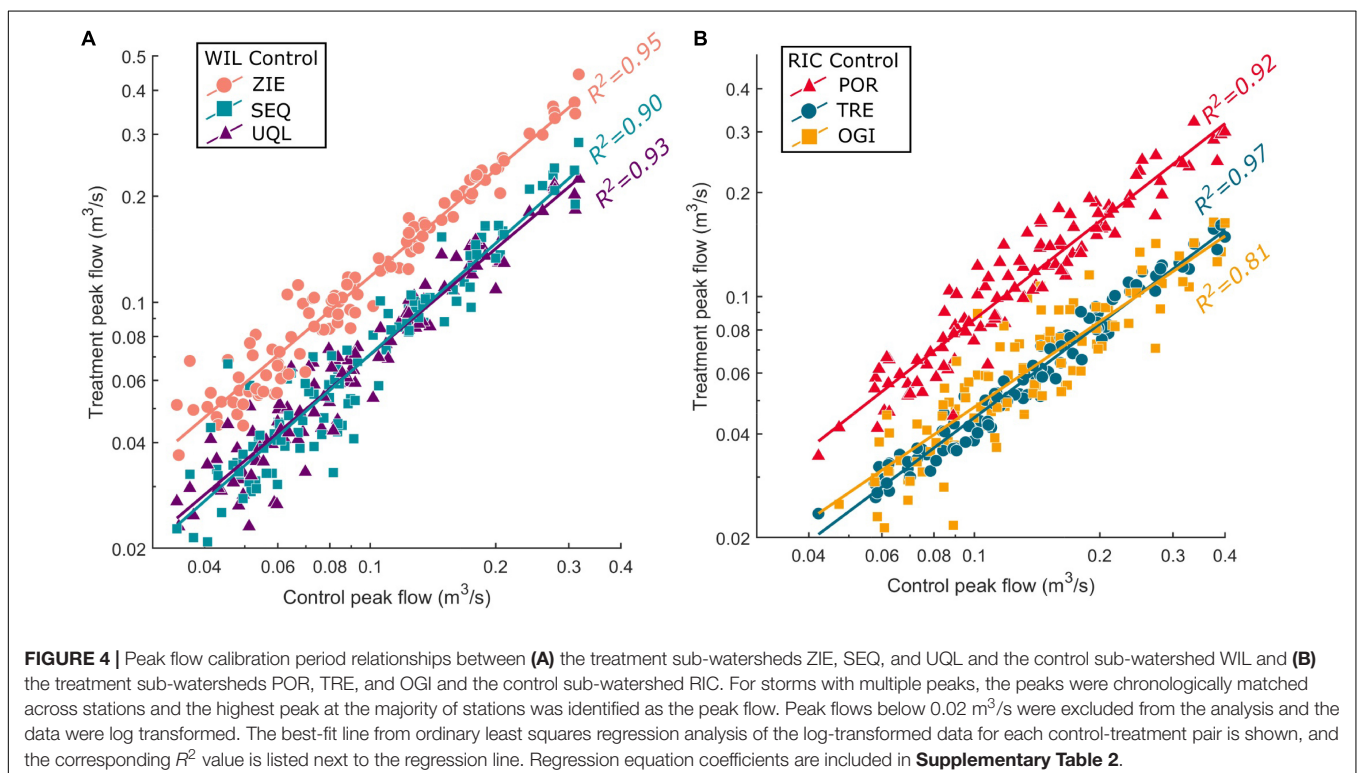 A
WIL Control
ZIE
SEQ
UQL
R²=0.95
R²=0.90
R²=0.93
0.5
0.4
0.3
0.2
0.1
0.08
0.06
0.04
0.02
Treatment peak flow (m³/s)
0.04 0.06 0.1 0.2 0.3 0.4
Control peak flow (m³/s)
B
RIC Control
POR
TRE
OGI
R²=0.92
R²=0.97
R²=0.81
0.4
0.3
0.2
0.1
0.08
0.06
0.04
0.02
Treatment peak flow (m³/s)
0.04 0.06 0.1 0.2 0.3 0.4
Control peak flow (m³/s)
FIGURE 4 | Peak flow calibration period relationships between (A) the treatment sub-watersheds ZIE, SEQ, and UQL and the control sub-watershed WIL and (B)
the treatment sub-watersheds POR, TRE, and OGI and the control sub-watershed RIC. For storms with multiple peaks, the peaks were chronologically matched
across stations and the highest peak at the majority of stations was identified as the peak flow. Peak flows below 0.02 m³/s were excluded from the analysis and the
data were log transformed. The best-fit line from ordinary least squares regression analysis of the log-transformed data for each control-treatment pair is shown, and
the corresponding R² value is listed next to the regression line. Regression equation coefficients are included in Supplementary Table 2.